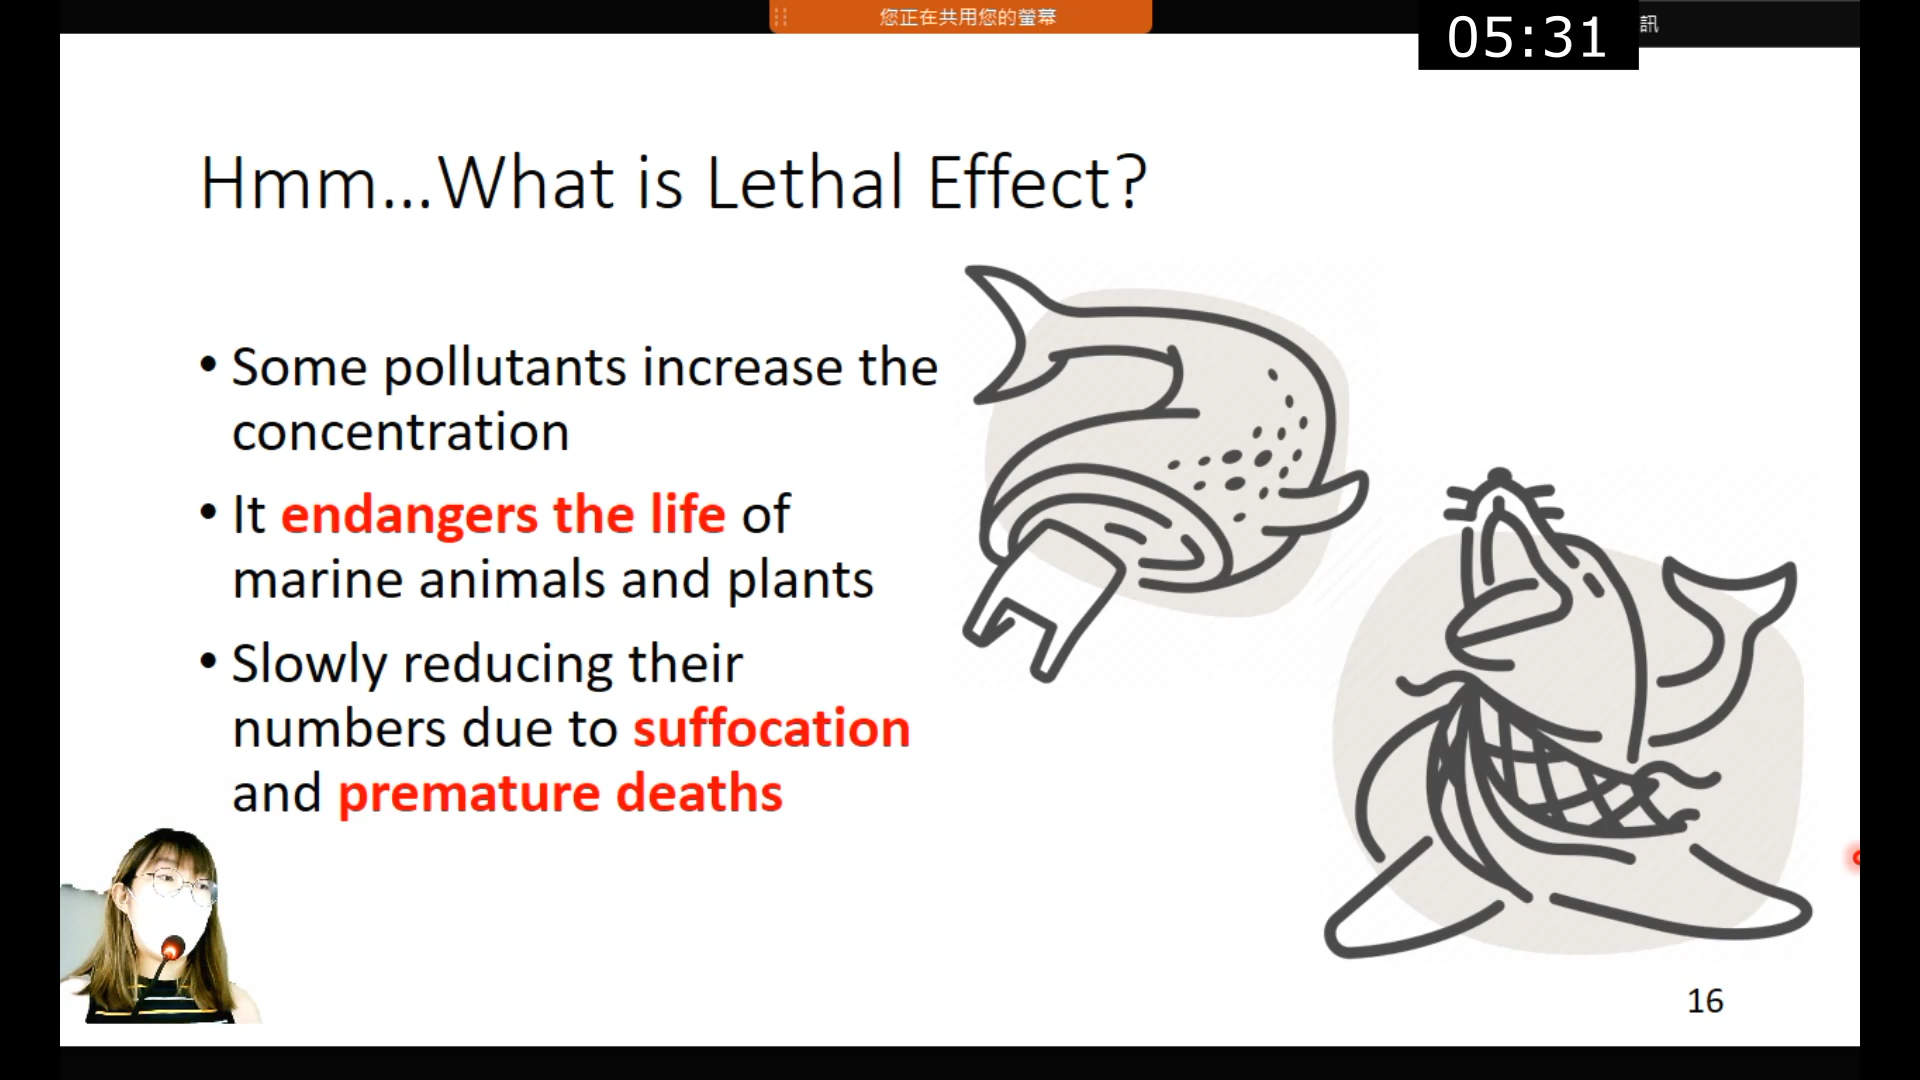 您正在共用您的螢幕
訊
05:31
Hmm...What is Lethal Effect?
• Some pollutants increase the
concentration
• It endangers the life of
marine animals and plants
• Slowly reducing their
numbers due to suffocation
and premature deaths
16